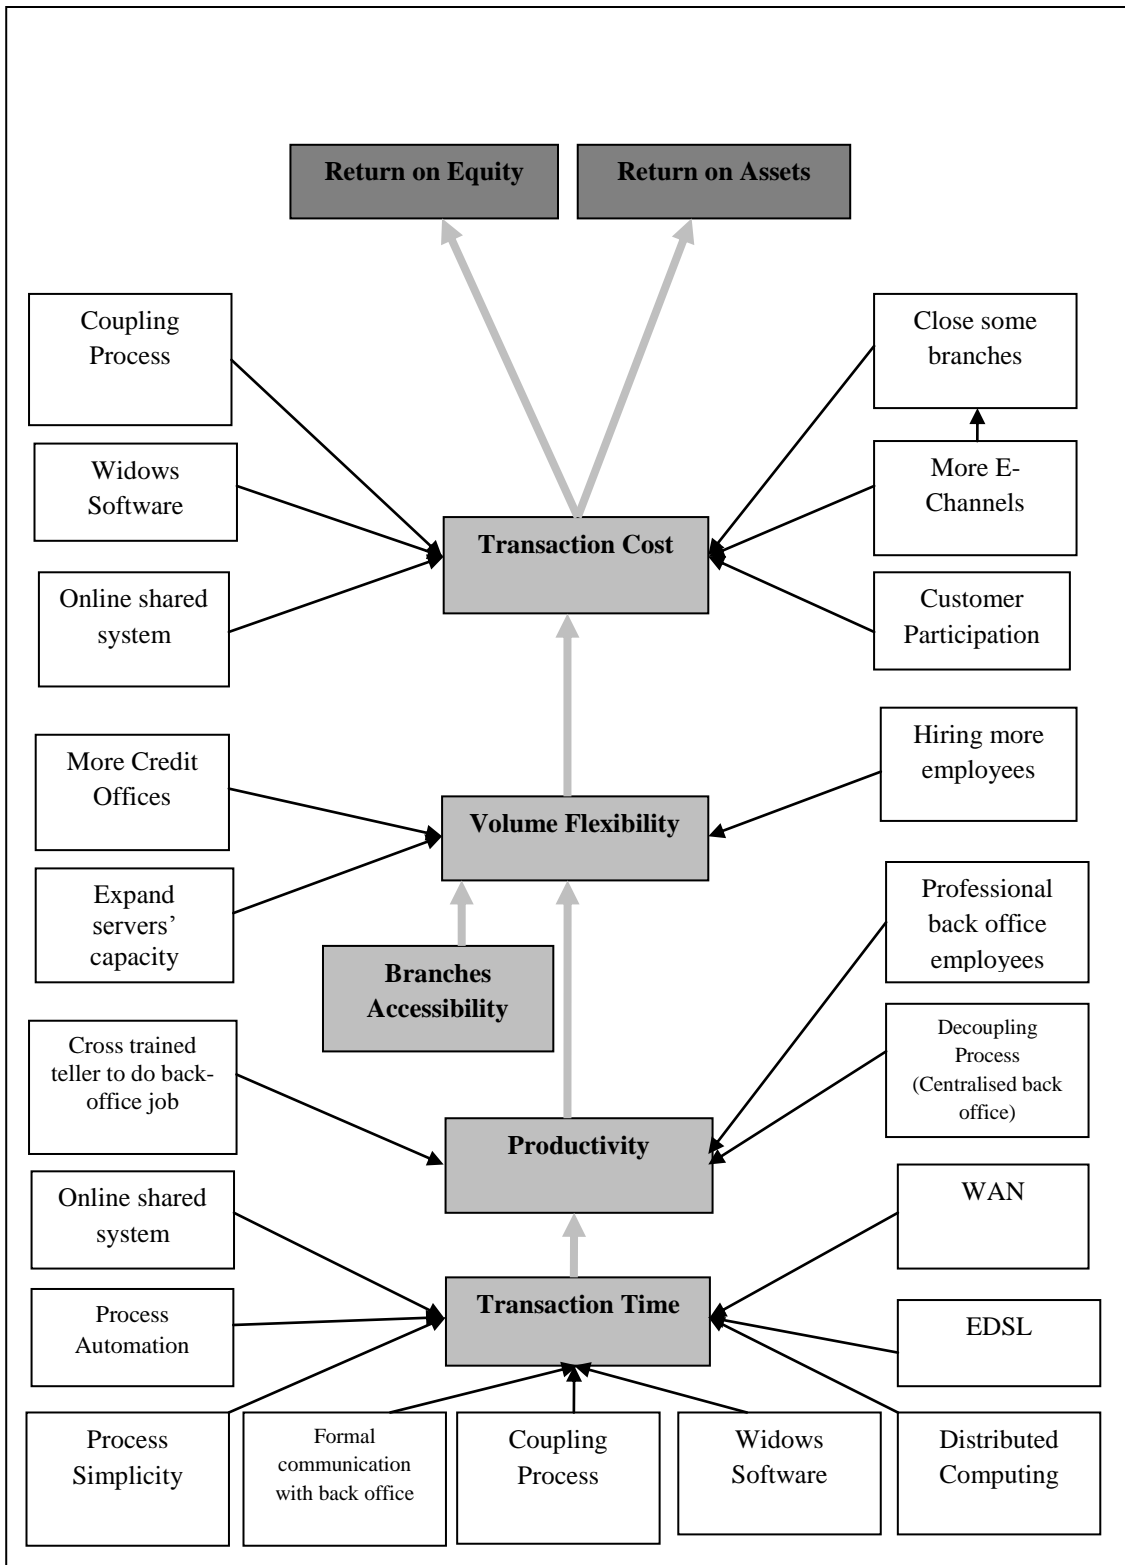 Return on Equity
Return on Assets
Coupling
Process
Close some
branches
Widows
Software
More E-
Channels
Transaction Cost
Online shared
system
Customer
Participation
More Credit
Offices
Hiring more
employees
Volume Flexibility
Expand
servers’
capacity
Professional
back office
employees
Branches
Accessibility
Cross trained
teller to do back-
office job
Decoupling
Process
(Centralised back
office)
Productivity
Online shared
system
WAN
Transaction Time
Process
Automation
EDSL
Process
Simplicity
Formal
communication
with back office
Coupling
Process
Widows
Software
Distributed
Computing